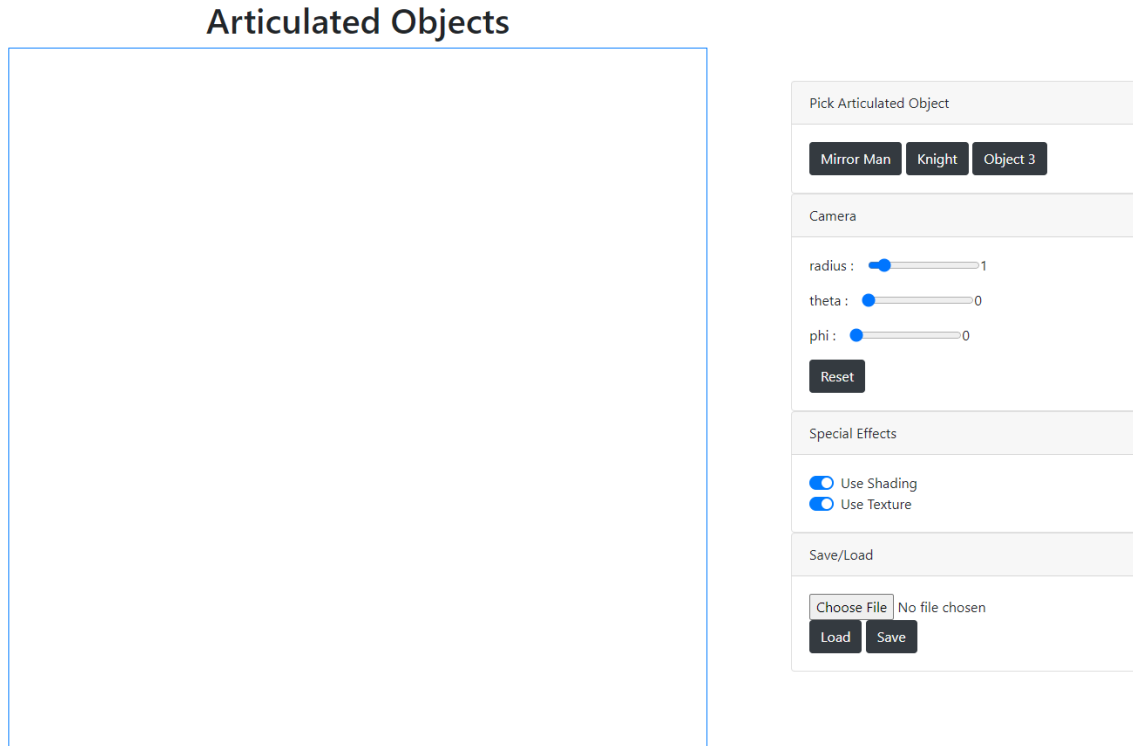 Articulated Objects
Pick Articulated Object
Mirror Man Knight Object 3
Camera
radius : 1
theta : 0
phi : 0
Reset
Special Effects
Use Shading
Use Texture
Save/Load
Choose File No file chosen
Load Save